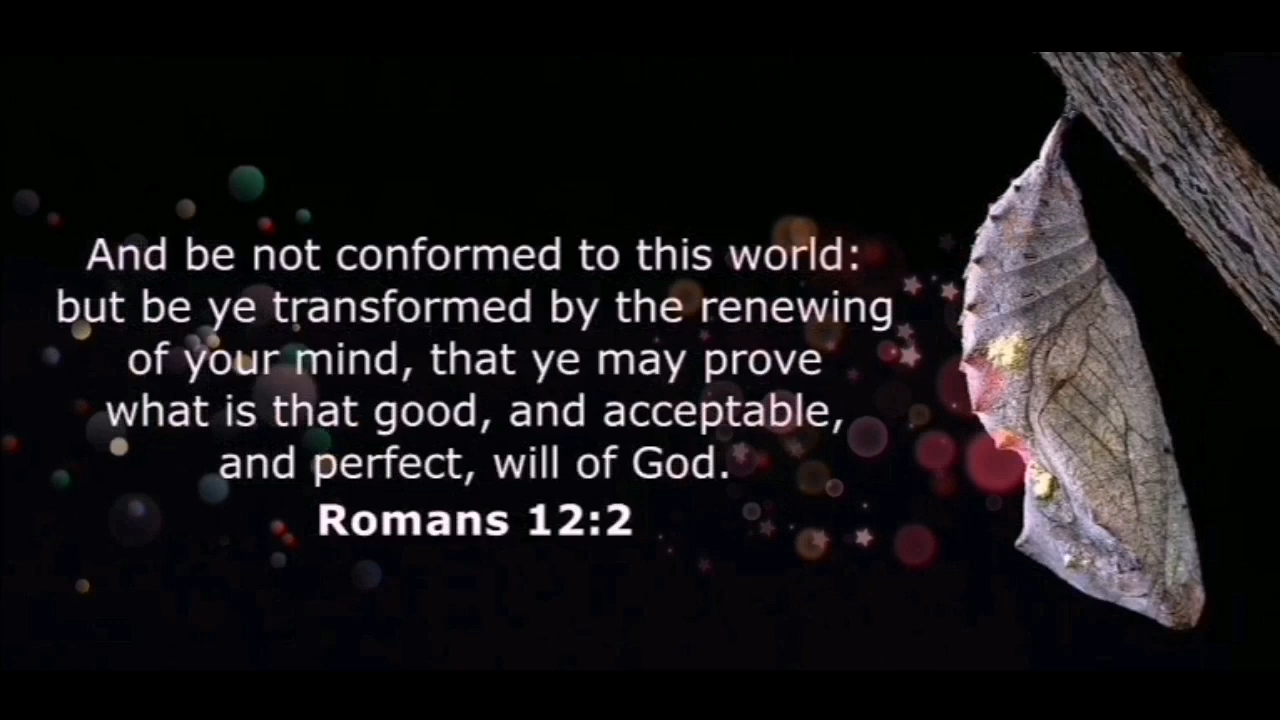 And be not conformed to this world:
but be ye transformed by the renewing
of your mind, that ye may prove
what is that good, and acceptable,
and perfect, will of God.
Romans 12:2